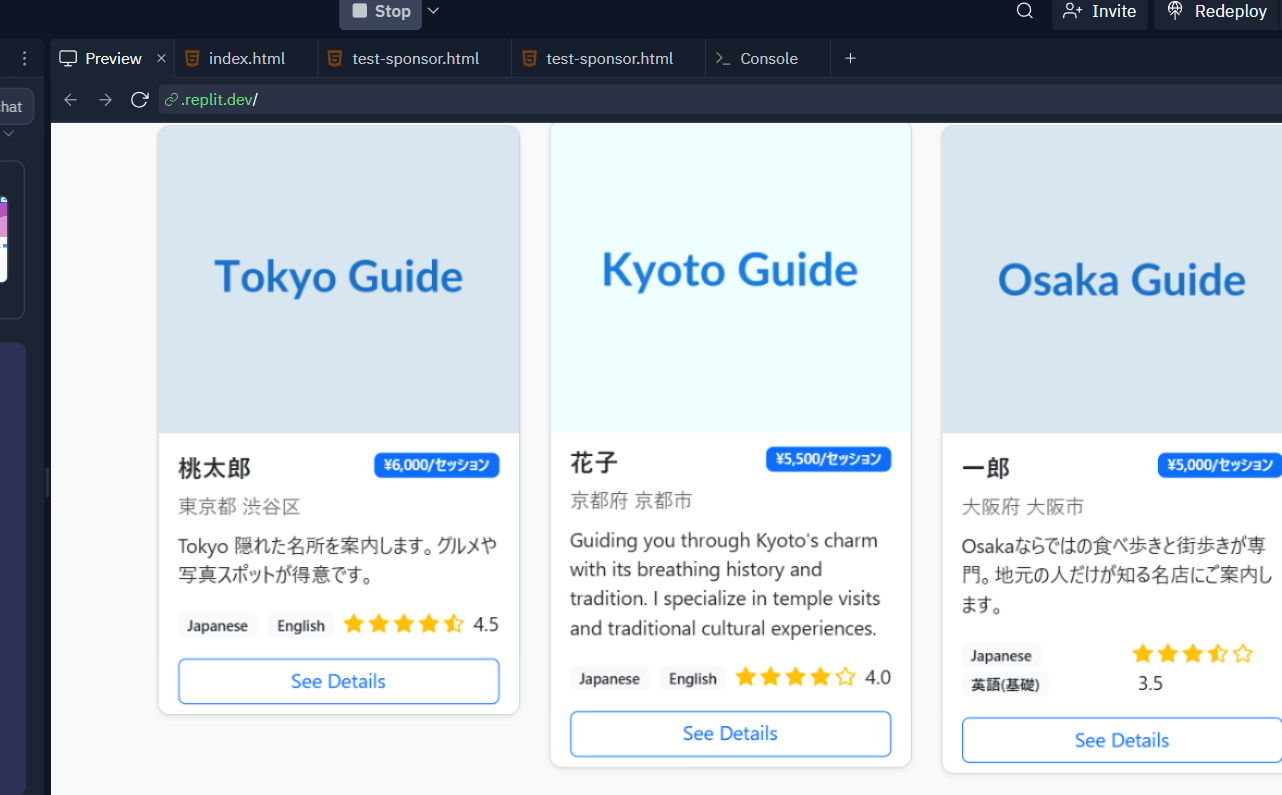 Stop
Invite
Redeploy
Preview
index.html
test-sponsor.html
test-sponsor.html
Console
hat
.replit.dev/
Tokyo Guide
桃太郎
¥6,000/セッション
東京都 渋谷区
Tokyo 隠れた名所を案内します。グルメや
写真スポットが得意です。
Japanese
English
4.5
See Details
Kyoto Guide
花子
¥5,500/セッション
京都府 京都市
Guiding you through Kyoto's charm
with its breathing history and
tradition. I specialize in temple visits
and traditional cultural experiences.
Japanese
English
4.0
See Details
Osaka Guide
一郎
¥5,000/セッション
大阪府 大阪市
Osakaならではの食べ歩きと街歩きが専
門。地元の人だけが知る名店にご案内し
ます。
Japanese
英語(基礎)
3.5
See Details